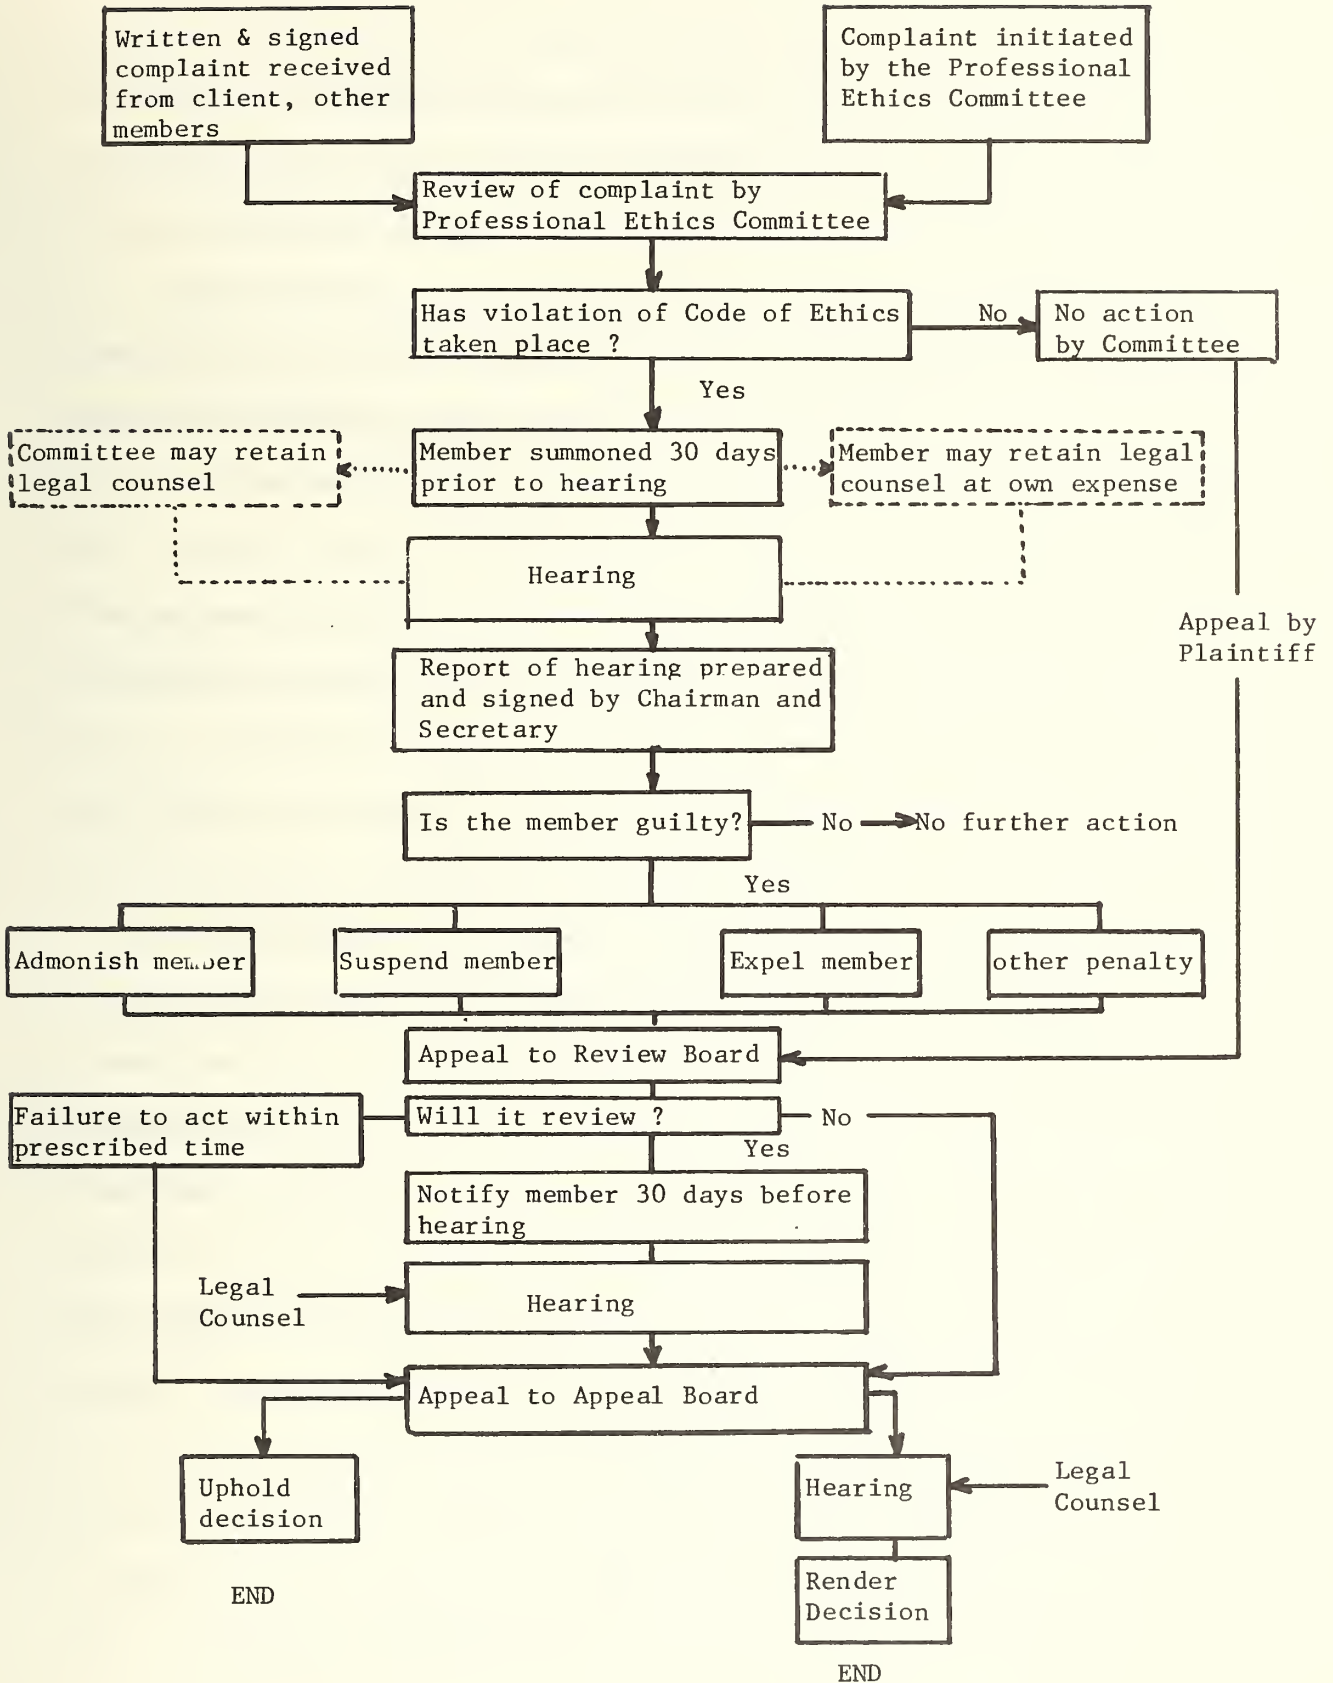 Written & signed
complaint received
from client, other
members
Complaint initiated
by the Professional
Ethics Committee
Review of complaint by
Professional Ethics Committee
Has violation of Code of Ethics
taken place ?
No
No action
by Committee
Yes
Committee may retain
legal counsel
Member summoned 30 days
prior to hearing
Member may retain legal
counsel at own expense
Hearing
Appeal by
Plaintiff
Report of hearing prepared
and signed by Chairman and
Secretary
Is the member guilty?
No
No further action
Yes
Admonish member
Suspend member
Expel member
other penalty
Appeal to Review Board
Failure to act within
prescribed time
Will it review ?
No
Yes
Notify member 30 days before
hearing
Legal
Counsel
Hearing
Appeal to Appeal Board
Uphold
decision
Hearing
Legal
Counsel
END
Render
Decision
END